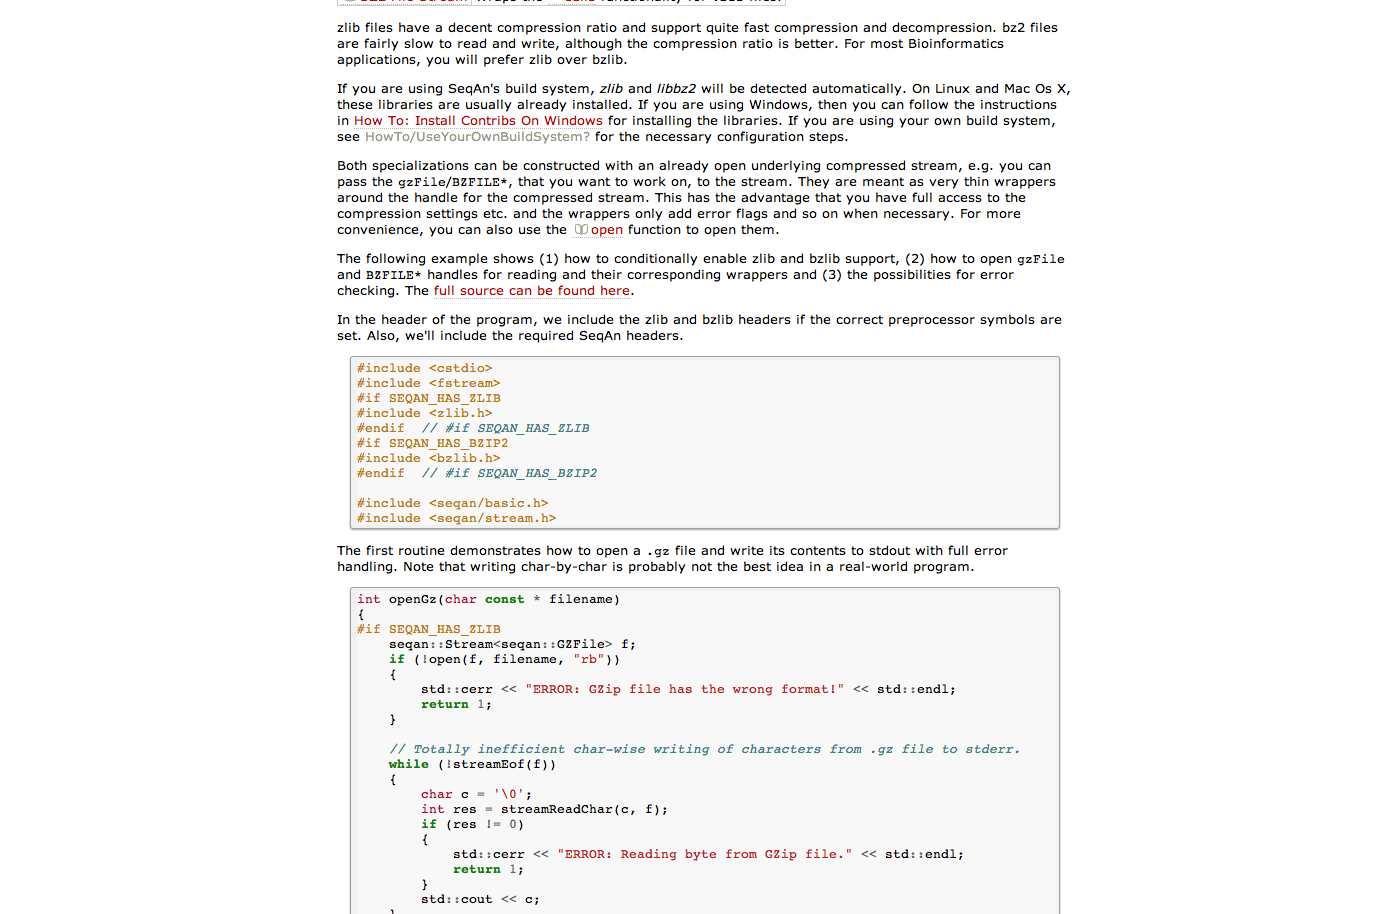 zlib files have a decent compression ratio and support quite fast compression and decompression. bz2 files
are fairly slow to read and write, although the compression ratio is better. For most Bioinformatics
applications, you will prefer zlib over bzlib.
If you are using SeqAn's build system, zlib and libbz2 will be detected automatically. On Linux and Mac Os X,
these libraries are usually already installed. If you are using Windows, then you can follow the instructions
in How To: Install Contribs On Windows for installing the libraries. If you are using your own build system,
see HowTo/UseYourOwnBuildSystem? for the necessary configuration steps.
Both specializations can be constructed with an already open underlying compressed stream, e.g. you can
pass the gzFile/BZFILE*, that you want to work on, to the stream. They are meant as very thin wrappers
around the handle for the compressed stream. This has the advantage that you have full access to the
compression settings etc. and the wrappers only add error flags and so on when necessary. For more
convenience, you can also use the open function to open them.
The following example shows (1) how to conditionally enable zlib and bzlib support, (2) how to open gzFile
and BZFILE* handles for reading and their corresponding wrappers and (3) the possibilities for error
checking. The full source can be found here.
In the header of the program, we include the zlib and bzlib headers if the correct preprocessor symbols are
set. Also, we'll include the required SeqAn headers.
#include <cstdio>
#include <fstream>
#if SEQAN_HAS_ZLIB
#include <zlib.h>
#endif  // #if SEQAN_HAS_ZLIB
#if SEQAN_HAS_BZIP2
#include <bzlib.h>
#endif  // #if SEQAN_HAS_BZIP2
#include <seqan/basic.h>
#include <seqan/stream.h>
The first routine demonstrates how to open a .gz file and write its contents to stdout with full error
handling. Note that writing char-by-char is probably not the best idea in a real-world program.
int openGz(char const * filename)
{
#if SEQAN_HAS_ZLIB
    seqan::Stream<seqan::GZFile> f;
    if (!open(f, filename, "rb"))
    {
        std::cerr << "ERROR: GZip file has the wrong format!" << std::endl;
        return 1;
    }
    // Totally inefficient char-wise writing of characters from .gz file to stderr.
    while (!streamEof(f))
    {
        char c = '\0';
        int res = streamReadChar(c, f);
        if (res != 0)
        {
            std::cerr << "ERROR: Reading byte from GZip file." << std::endl;
            return 1;
        }
        std::cout << c;